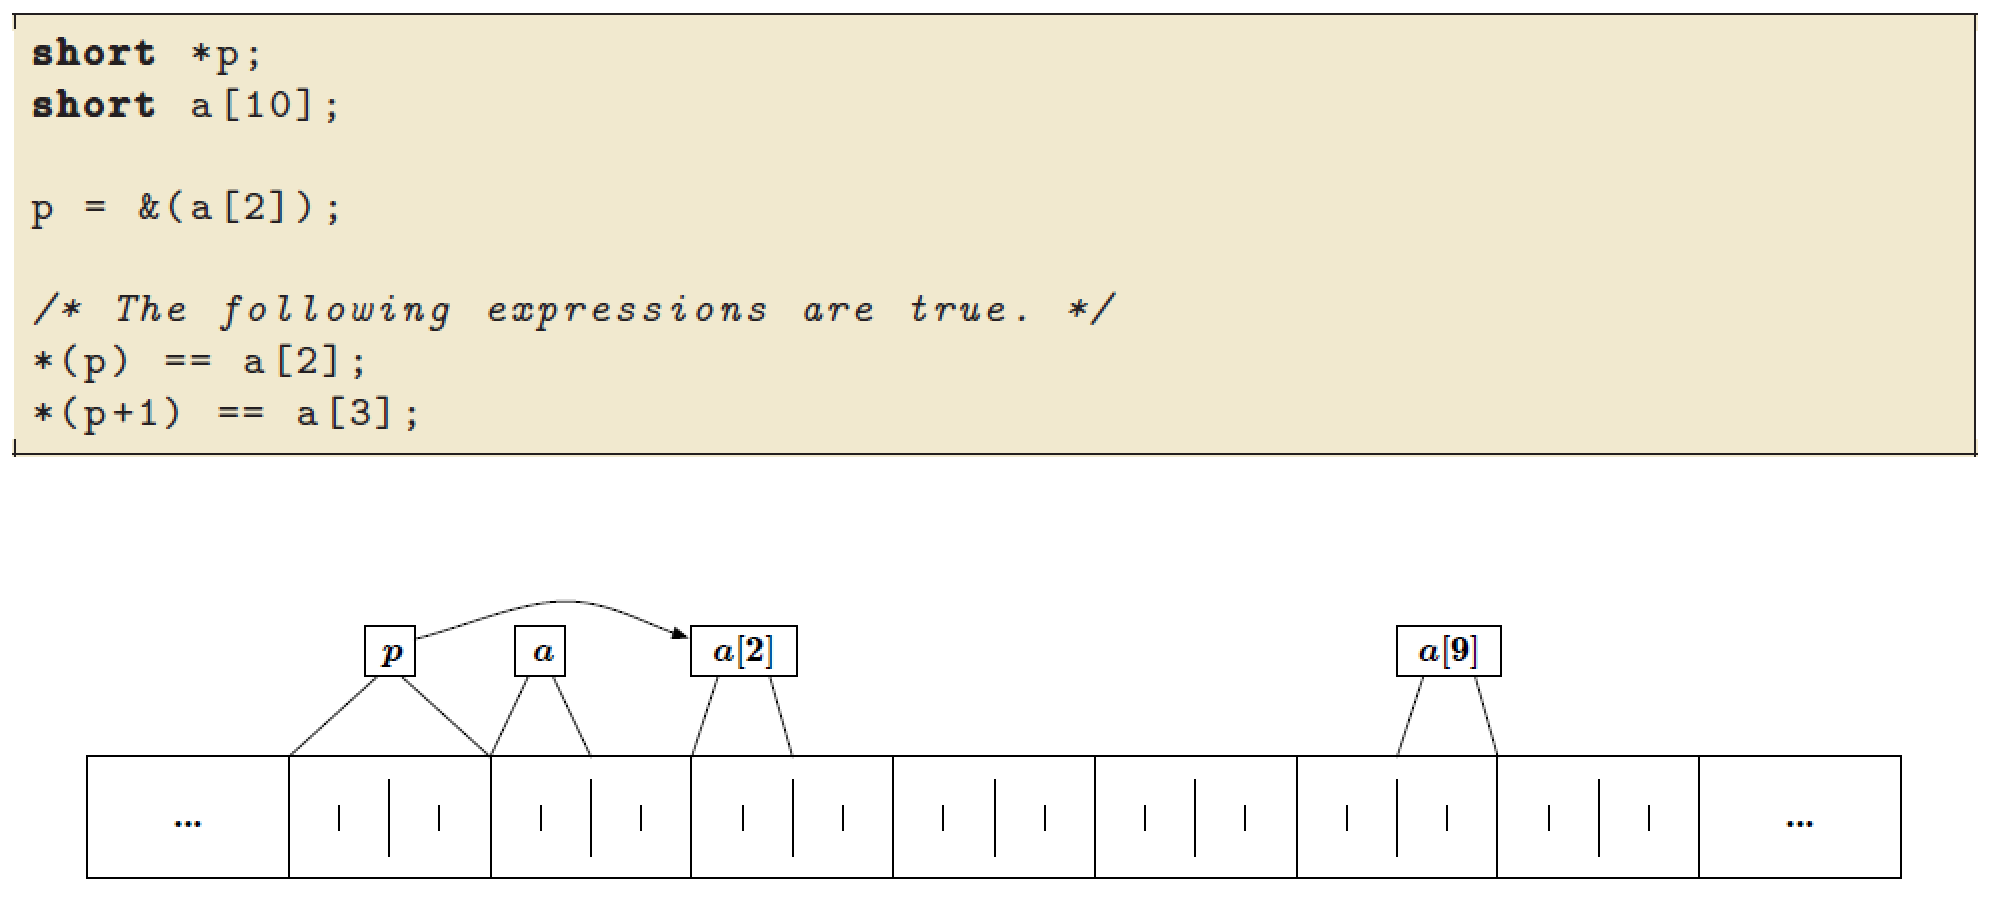 short *p;
short a[10];
p = &(a[2]);
/* The following expressions are true. */
*(p) == a[2];
*(p+1) == a[3];
p a a[2] a[9]
... ...